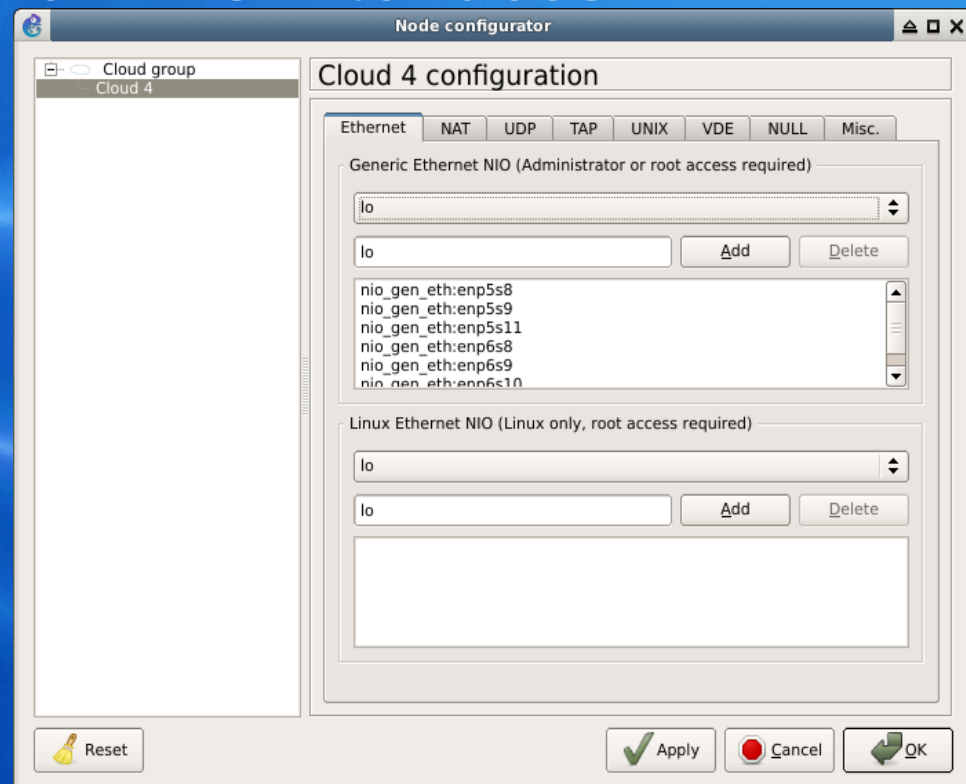 Node configurator
Cloud group
Cloud 4
Cloud 4 configuration
Ethernet NAT UDP TAP UNIX VDE NULL Misc.
Generic Ethernet NIO (Administrator or root access required)
lo
lo Add Delete
nio_gen_eth:enp5s8
nio_gen_eth:enp5s9
nio_gen_eth:enp5s11
nio_gen_eth:enp6s8
nio_gen_eth:enp6s9
nio_gen_eth:enp6s10
Linux Ethernet NIO (Linux only, root access required)
lo
lo Add Delete
Reset Apply Cancel OK